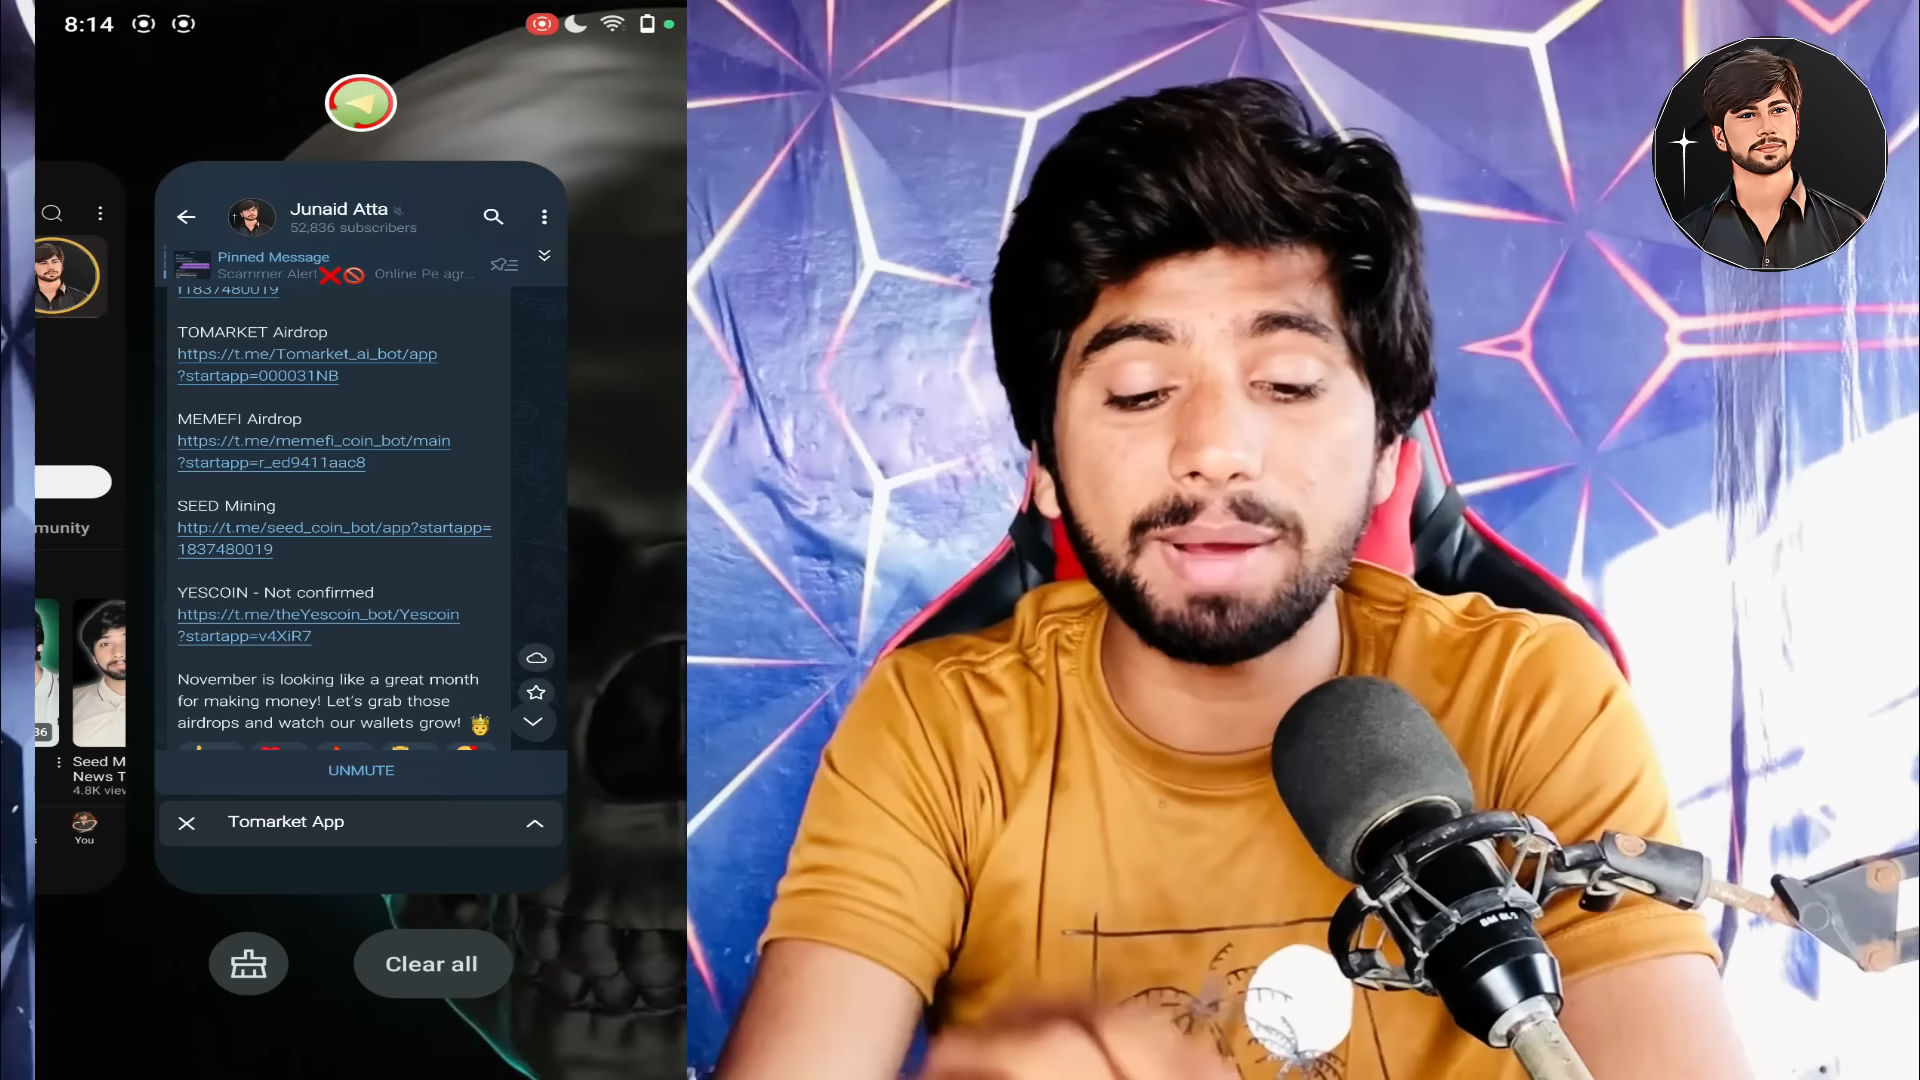 8:14
Junaid Atta
52,836 subscribers
Pinned Message
Scammer Alert❌🚫 Online Pe agr...
11837480019
TOMARKET Airdrop
https://t.me/Tomarket_ai_bot/app
?startapp=000031NB
MEMEFI Airdrop
https://t.me/memefi_coin_bot/main
?startapp=r_ed9411aac8
SEED Mining
http://t.me/seed_coin_bot/app?startapp=
1837480019
YESCOIN - Not confirmed
https://t.me/theYescoin_bot/Yescoin
?startapp=v4XiR7
November is looking like a great month
for making money! Let's grab those
airdrops and watch our wallets grow! 🤴
UNMUTE
Tomarket App
Clear all
munity
36
Seed M
News T
4.8K view
You